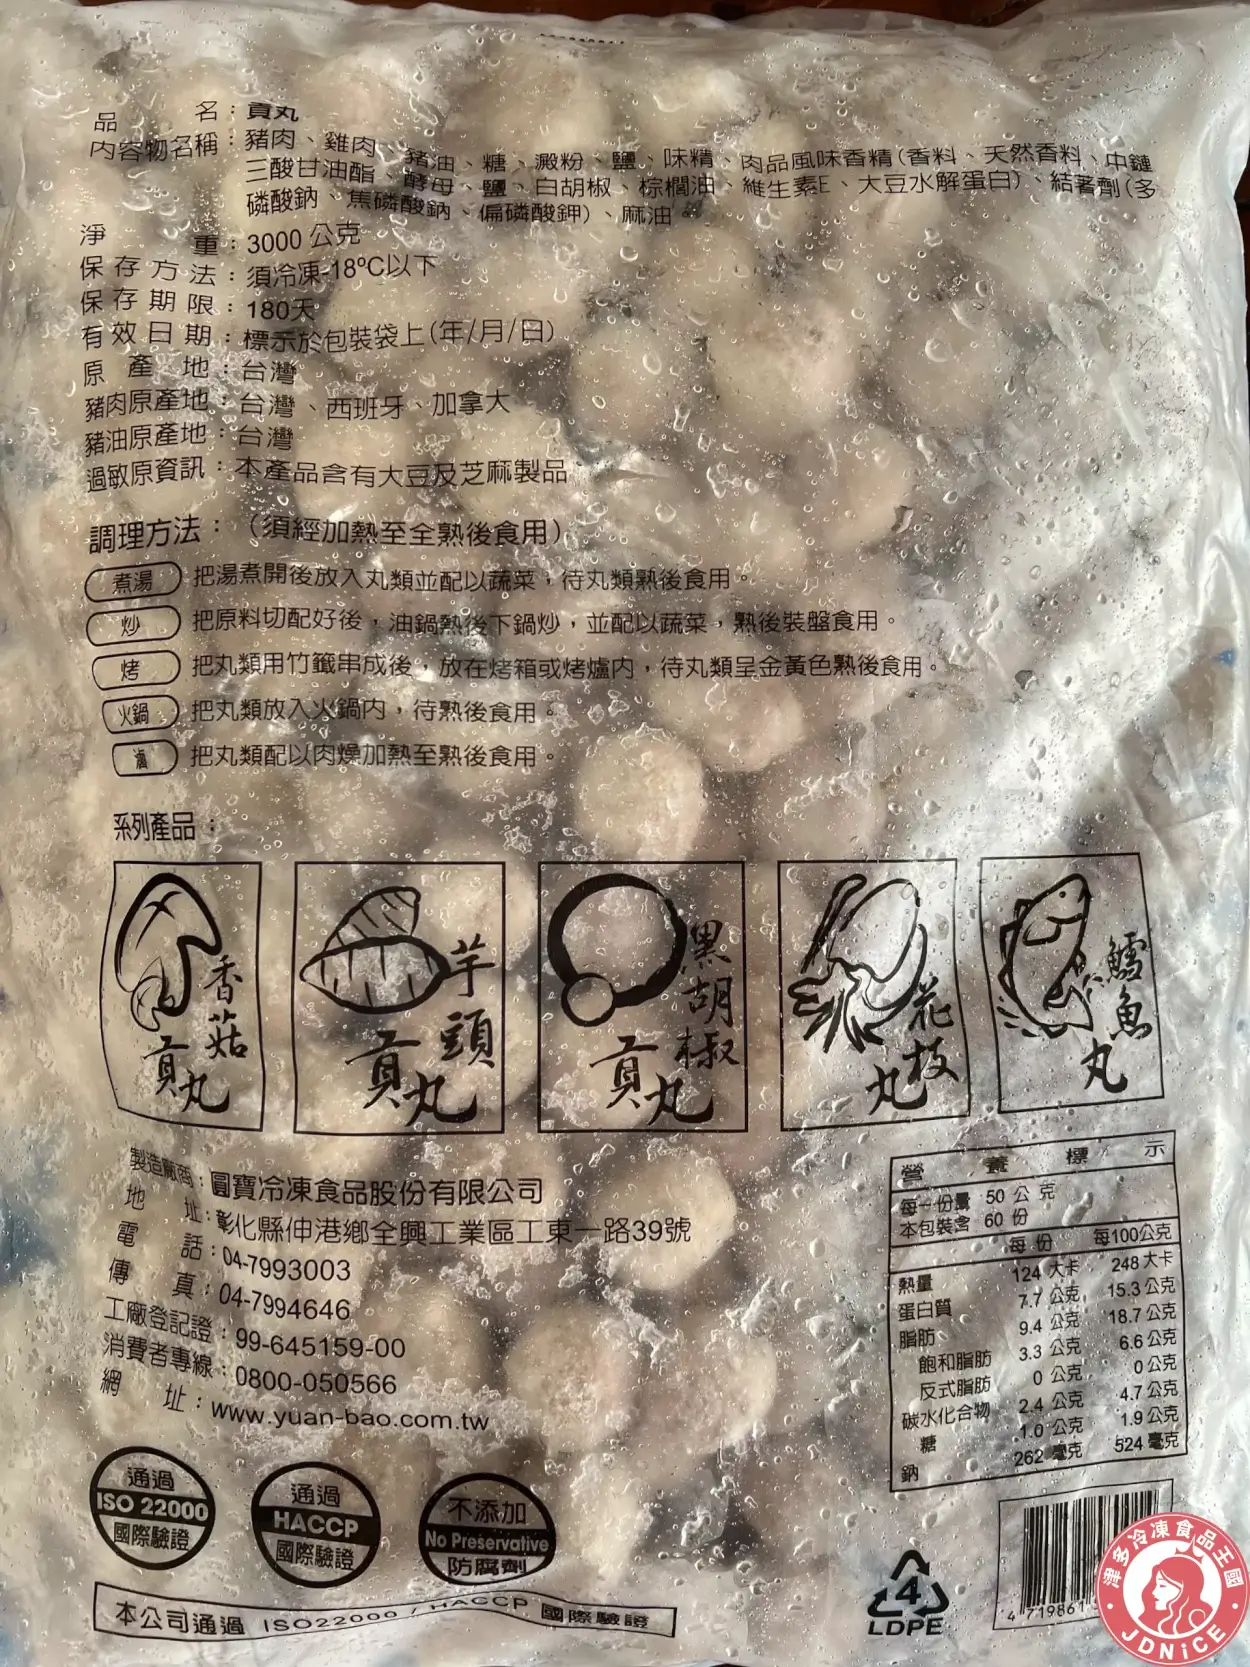 品名：貢丸
內容物名稱：豬肉、雞肉、豬油、糖、澱粉、鹽、味精、肉品風味香精(香料、天然香料、中鏈
三酸甘油酯、酵母、鹽、白胡椒、棕櫚油、維生素E、大豆水解蛋白)、結著劑(多
磷酸鈉、焦磷酸鈉、偏磷酸鉀)、麻油
淨重：3000 公克
保存方法：須冷凍-18℃以下
保存期限：180天
有效日期：標示於包裝袋上(年/月/日)
原產地：台灣
豬肉原產地：台灣、西班牙、加拿大
豬油原產地：台灣
過敏原資訊：本產品含有大豆及芝麻製品
調理方法：(須經加熱至全熟後食用)
煮湯 把湯煮開後放入丸類並配以蔬菜，待丸類熟後食用。
炒 把原料切配好後，油鍋熱後下鍋炒，並配以蔬菜，熟後裝盤食用。
烤 把丸類用竹籤串成後，放在烤箱或烤爐內，待丸類呈金黃色熟後食用。
火鍋 把丸類放入火鍋內，待熟後食用。
滷 把丸類配以肉燥加熱至熟後食用。
系列產品：
香菇貢丸
芋頭貢丸
黑胡椒貢丸
花枝丸
鱈魚丸
製造廠商：圓寶冷凍食品股份有限公司
地址：彰化縣伸港鄉全興工業區工東一路39號
電話：04-7993003
傳真：04-7994646
工廠登記證：99-645159-00
消費者專線：0800-050566
網址：www.yuan-bao.com.tw
營養標示
每一份量 50 公克
本包裝含 60 份
每份 每100公克
熱量 124 大卡 248 大卡
蛋白質 7.7 公克 15.3 公克
脂肪 9.4 公克 18.7 公克
飽和脂肪 3.3 公克 6.6 公克
反式脂肪 0 公克 0 公克
碳水化合物 2.4 公克 4.7 公克
糖 1.0 公克 1.9 公克
鈉 262 毫克 524 毫克
通過
ISO 22000
國際驗證
通過
HACCP
國際驗證
不添加
No Preservative
防腐劑
本公司通過 ISO22000 / HACCP 國際驗證
4
LDPE
4 719861
津多冷凍食品王國
JDNiCE